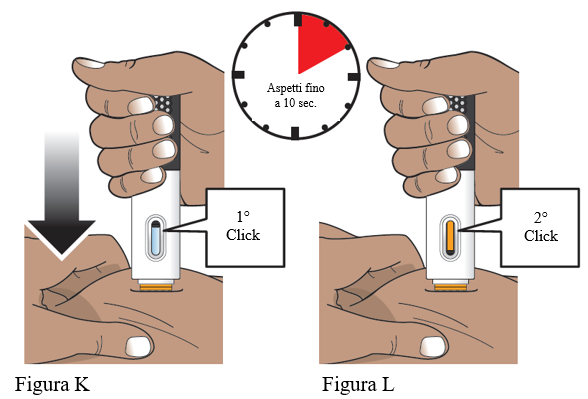 Aspetti fino
a 10 sec.
1°
Click
2°
Click
Figura K
Figura L